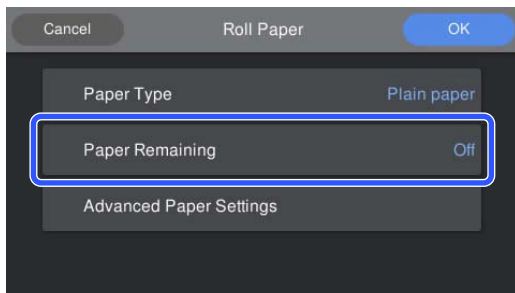 Cancel Roll Paper OK
Paper Type Plain paper
Paper Remaining Off
Advanced Paper Settings